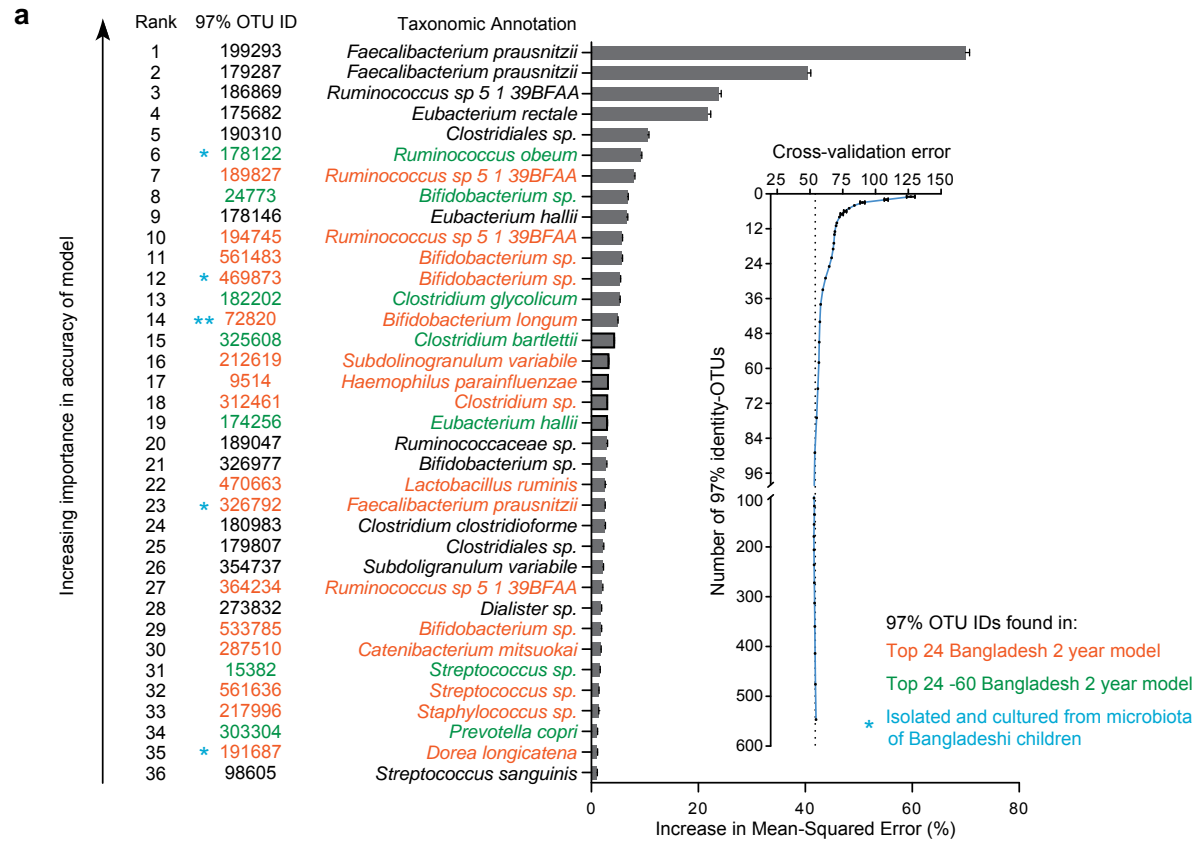 a
Rank 97% OTU ID Taxonomic Annotation
1 199293 Faecalibacterium prausnitzii
2 179287 Faecalibacterium prausnitzii
3 186869 Ruminococcus sp 5 1 39BFAA
4 175682 Eubacterium rectale
5 190310 Clostridiales sp.
6 * 178122 Ruminococcus obeum
7 189827 Ruminococcus sp 5 1 39BFAA
8 24773 Bifidobacterium sp.
9 178146 Eubacterium hallii
10 194745 Ruminococcus sp 5 1 39BFAA
11 561483 Bifidobacterium sp.
12 * 469873 Bifidobacterium sp.
13 182202 Clostridium glycolicum
14 ** 72820 Bifidobacterium longum
15 325608 Clostridium bartlettii
16 212619 Subdolinogranulum variabile
17 9514 Haemophilus parainfluenzae
18 312461 Clostridium sp.
19 174256 Eubacterium hallii
20 189047 Ruminococcaceae sp.
21 326977 Bifidobacterium sp.
22 470663 Lactobacillus ruminis
23 * 326792 Faecalibacterium prausnitzii
24 180983 Clostridium clostridioforme
25 179807 Clostridiales sp.
26 354737 Subdoligranulum variabile
27 364234 Ruminococcus sp 5 1 39BFAA
28 273832 Dialister sp.
29 533785 Bifidobacterium sp.
30 287510 Catenibacterium mitsuokai
31 15382 Streptococcus sp.
32 561636 Streptococcus sp.
33 217996 Staphylococcus sp.
34 303304 Prevotella copri
35 * 191687 Dorea longicatena
36 98605 Streptococcus sanguinis
Increasing importance in accuracy of model
0 20 40 60 80
Increase in Mean-Squared Error (%)
Cross-validation error
25 50 75 100 125 150
0
12
24
36
48
60
72
84
96
100
200
300
400
500
600
Number of 97% identity-OTUs
97% OTU IDs found in:
Top 24 Bangladesh 2 year model
Top 24 -60 Bangladesh 2 year model
* Isolated and cultured from microbiota
of Bangladeshi children